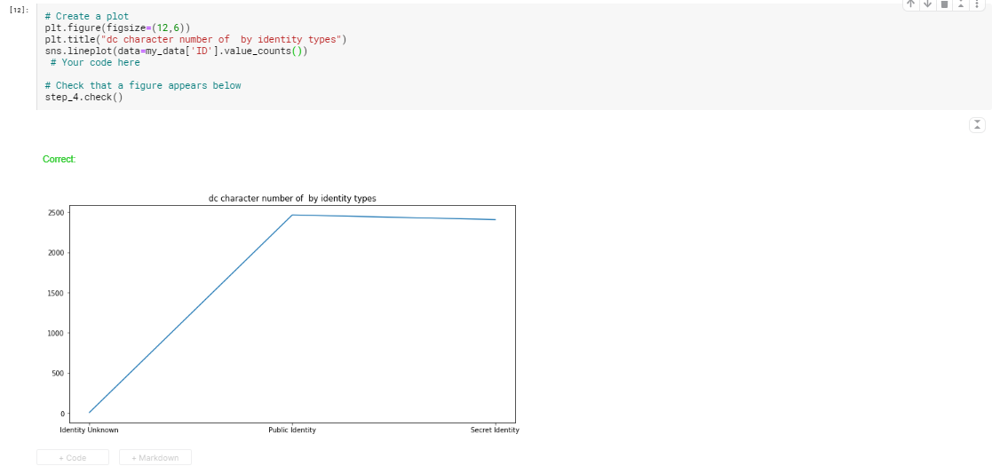 [12]:
# Create a plot
plt.figure(figsize=(12,6))
plt.title("dc character number of  by identity types")
sns.lineplot(data=my_data['ID'].value_counts())
 # Your code here
# Check that a figure appears below
step_4.check()
Correct:
dc character number of  by identity types
2500
2000
1500
1000
500
0
Identity Unknown Public Identity Secret Identity
+ Code + Markdown